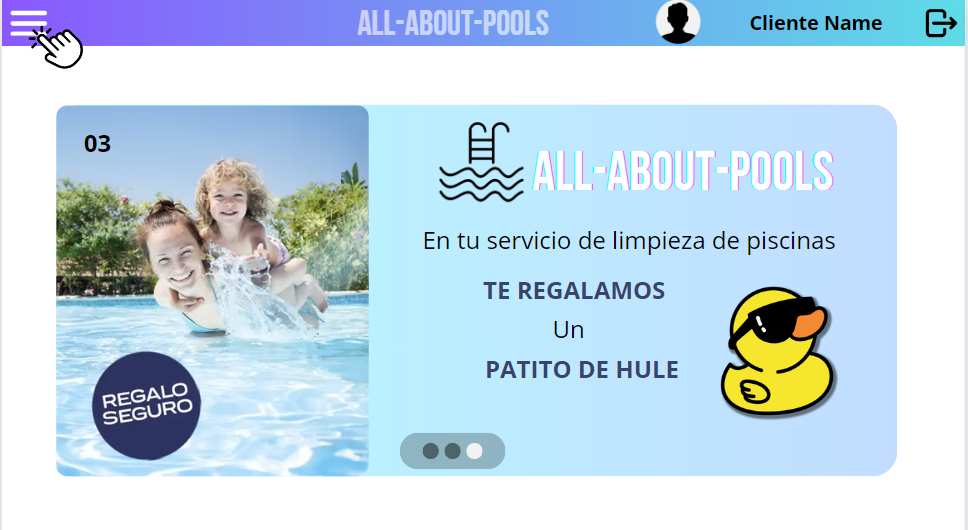 ALL-ABOUT-POOLS
Cliente Name
03
ALL-ABOUT-POOLS
En tu servicio de limpieza de piscinas
TE REGALAMOS
Un
PATITO DE HULE
REGALO
SEGURO